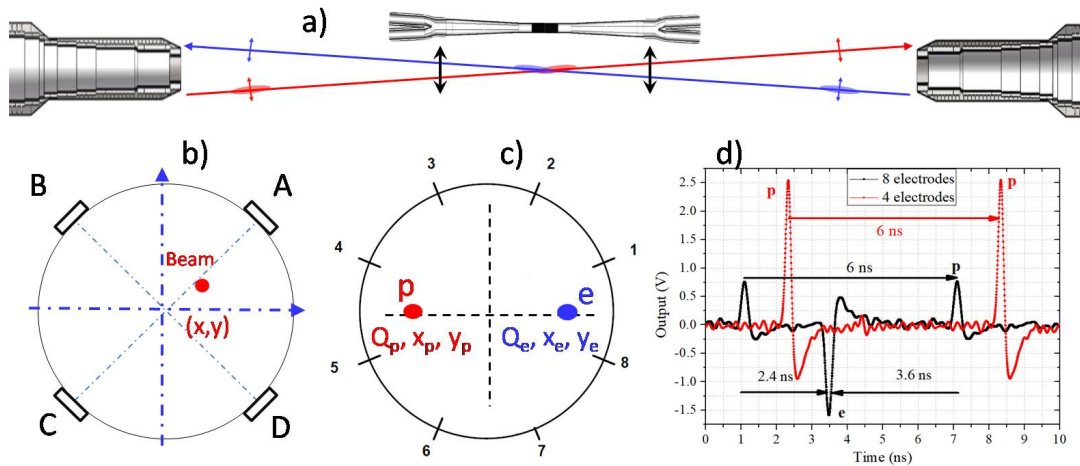 a)
b)
B
A
Beam
(x,y)
C
D
c)
3
2
4
1
p
e
Qp, xp, yp
Qe, xe, ye
5
8
6
7
d)
8 electrodes
4 electrodes
p
p
6 ns
6 ns
p
2.4 ns
3.6 ns
e
Output (V)
2.5
2.0
1.5
1.0
0.5
0.0
-0.5
-1.0
-1.5
0 1 2 3 4 5 6 7 8 9 10
Time (ns)